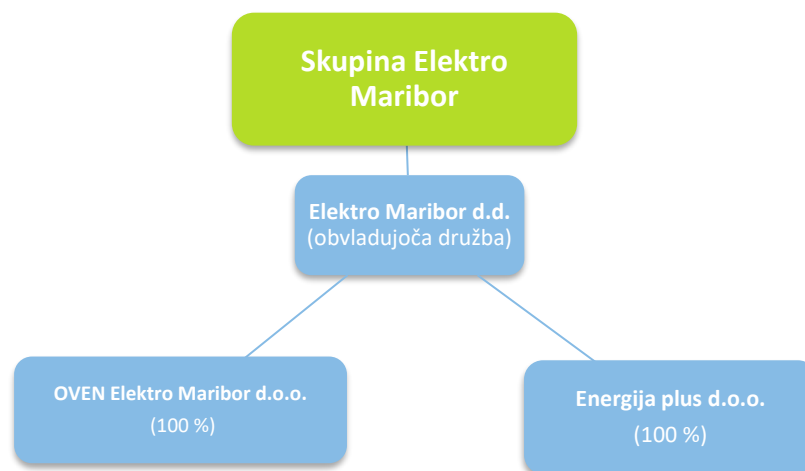 Skupina Elektro
Maribor
Elektro Maribor d.d.
(obvladujoča družba)
OVEN Elektro Maribor d.o.o.
(100 %)
Energija plus d.o.o.
(100 %)